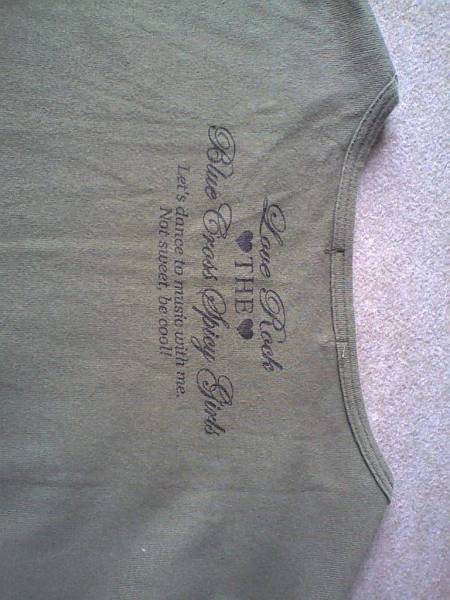 Love Rock
♥THE♥
Blue Cross Spicy Girls
Let's dance to music with me.
Not sweet, be cool!